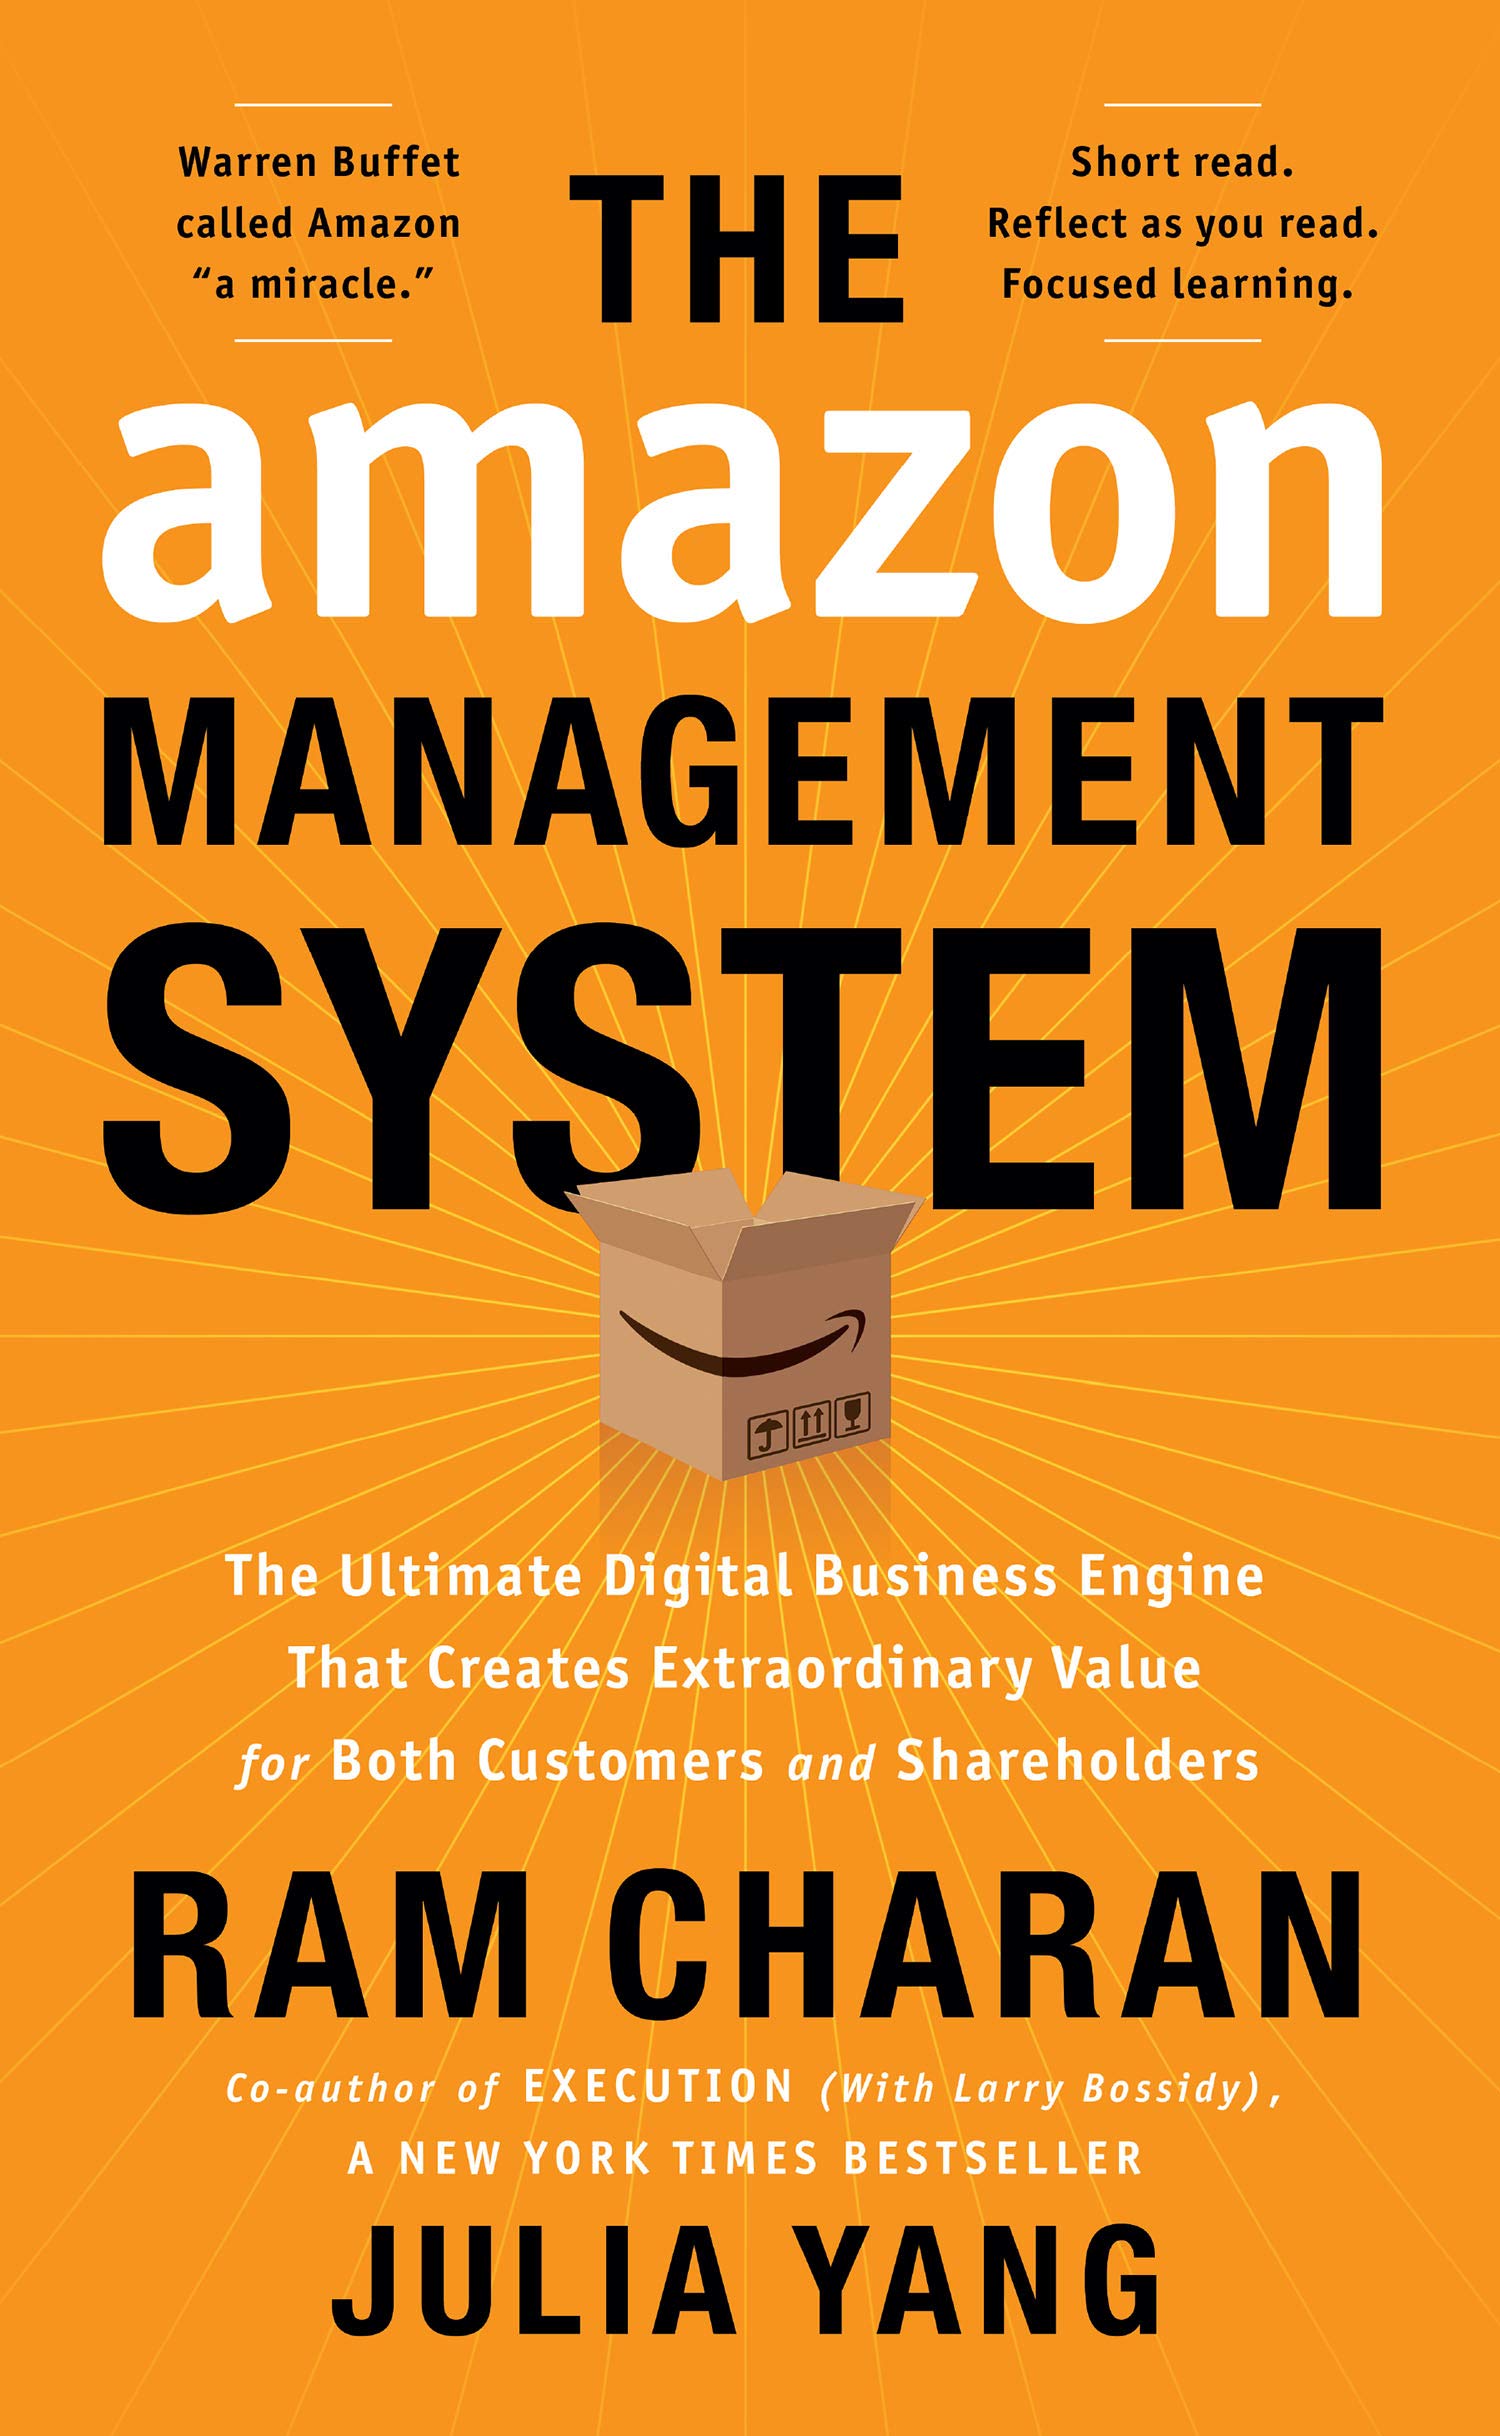 Warren Buffet
called Amazon
“a miracle.”
Short read.
Reflect as you read.
Focused learning.
THE
amazon
MANAGEMENT
SYSTEM
The Ultimate Digital Business Engine
That Creates Extraordinary Value
for Both Customers and Shareholders
RAM CHARAN
Co-author of EXECUTION (With Larry Bossidy),
A NEW YORK TIMES BESTSELLER
JULIA YANG